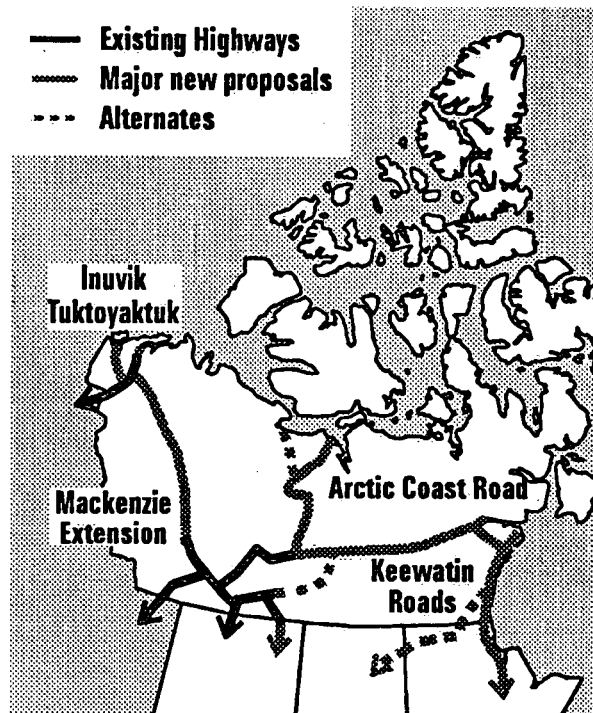 Existing Highways
Major new proposals
Alternates
Inuvik
Tuktoyaktuk
Mackenzie
Extension
Arctic Coast Road
Keewatin
Roads